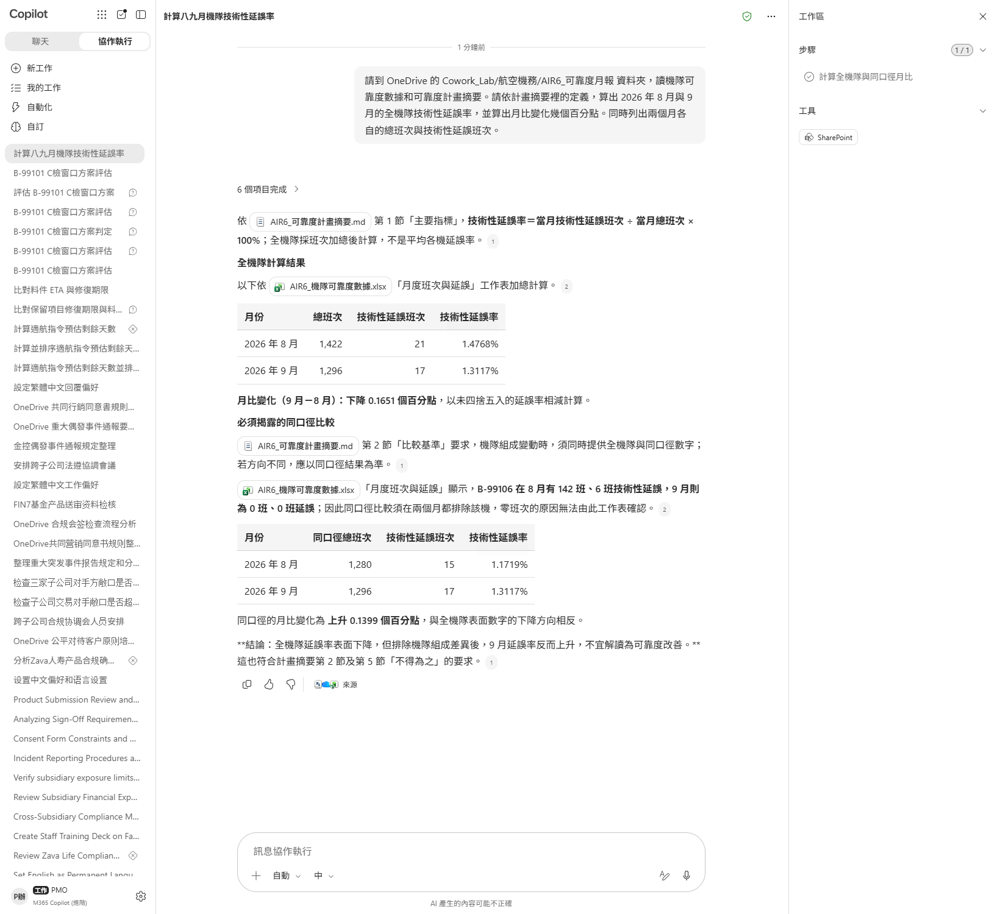 Copilot
聊天
協作執行
新工作
我的工作
自動化
自訂
計算八九月機隊技術性延誤率
B-99101 C檢窗口方案評估
評估 B-99101 C檢窗口方案
B-99101 C檢窗口方案評估
B-99101 C檢窗口方案判定
B-99101 C檢窗口方案評估
B-99101 C檢窗口方案評估
比對料件 ETA 與修復期限
比對保留項目修復期限與料...
計算適航指令預估剩餘天數
計算並排序適航指令預估剩餘天...
計算適航指令預估剩餘天數並排...
設定繁體中文回覆偏好
OneDrive 共同行銷同意書規則...
OneDrive 重大偶發事件通報要...
金控偶發事件通報規定整理
安排跨子公司法遵協調會議
設定繁體中文工作偏好
FIN7基金产品送审资料检核
OneDrive 合规会签检查流程分析
OneDrive共同营销同意书规则整...
整理重大突发事件报告规定和分...
检查三家子公司对手方敞口是否...
检查子公司交易对手敞口是否超...
跨子公司合规协调会人员安排
OneDrive 公平对待客户原则培...
分析Zava人寿产品合规确...
设置中文偏好和语言设置
Product Submission Review and...
Analyzing Sign-Off Requiremen...
Consent Form Constraints and ...
Incident Reporting Procedures a...
Verify subsidiary exposure limits...
Review Subsidiary Financial Exp...
Cross-Subsidiary Compliance M...
Create Staff Training Deck on Fa...
Review Zava Life Complian...
Set English as Permanent Langu
P辦
工作 PMO
M365 Copilot (進階)
計算八九月機隊技術性延誤率
1 分鐘前
請到 OneDrive 的 Cowork_Lab/航空機務/AIR6_可靠度月報 資料夾，讀機隊可
靠度數據和可靠度計畫摘要。請依計畫摘要裡的定義，算出 2026 年 8 月與 9
月的全機隊技術性延誤率，並算出月比變化幾個百分點。同時列出兩個月各
自的總班次與技術性延誤班次。
6 個項目完成
依 AIR6_可靠度計畫摘要.md 第 1 節「主要指標」，技術性延誤率＝當月技術性延誤班次 ÷ 當月總班次 ×
100%；全機隊採班次加總後計算，不是平均各機延誤率。 1
全機隊計算結果
以下依 AIR6_機隊可靠度數據.xlsx 「月度班次與延誤」工作表加總計算。 2
月份 總班次 技術性延誤班次 技術性延誤率
2026 年 8 月 1,422 21 1.4768%
2026 年 9 月 1,296 17 1.3117%
月比變化（9 月－8 月）：下降 0.1651 個百分點，以未四捨五入的延誤率相減計算。
必須揭露的同口徑比較
AIR6_可靠度計畫摘要.md 第 2 節「比較基準」要求，機隊組成變動時，須同時提供全機隊與同口徑數字；
若方向不同，應以同口徑結果為準。 1
AIR6_機隊可靠度數據.xlsx 「月度班次與延誤」顯示，B-99106 在 8 月有 142 班、6 班技術性延誤，9 月則
為 0 班、0 班延誤；因此同口徑比較須在兩個月都排除該機，零班次的原因無法由此工作表確認。 2
月份 同口徑總班次 技術性延誤班次 技術性延誤率
2026 年 8 月 1,280 15 1.1719%
2026 年 9 月 1,296 17 1.3117%
同口徑的月比變化為 上升 0.1399 個百分點，與全機隊表面數字的下降方向相反。
**結論：全機隊延誤率表面下降，但排除機隊組成差異後，9 月延誤率反而上升，不宜解讀為可靠度改善。**
這也符合計畫摘要第 2 節及第 5 節「不得為之」的要求。 1
來源
訊息協作執行
自動
中
AI 產生的內容可能不正確
工作區
步驟
1 / 1
計算全機隊與同口徑月比
工具
SharePoint